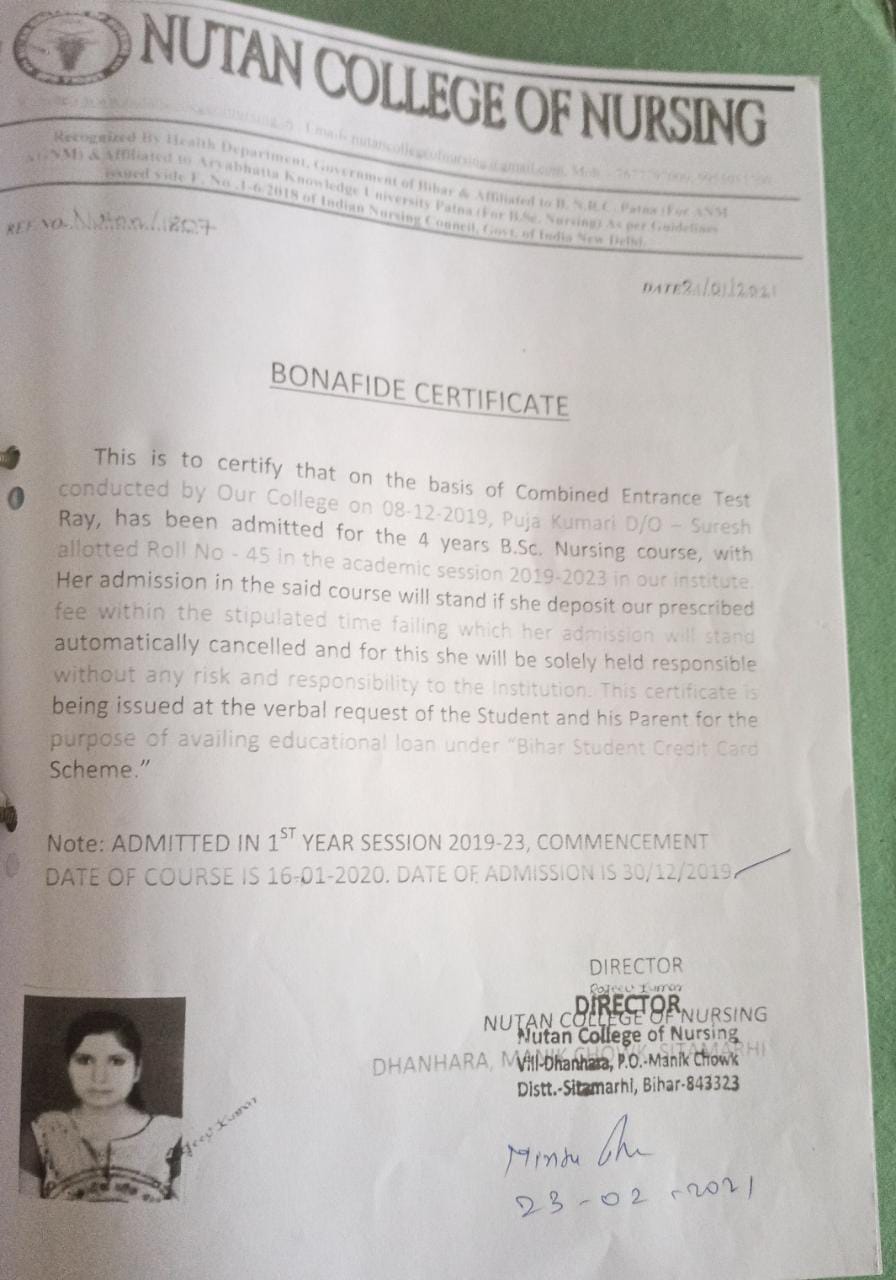 NUTAN COLLEGE OF NURSING
Email: nutancollegeofnursing@gmail.com, Mob. -
Recognized By Health Department, Government of Bihar & Affiliated to B. N.R.C. Patna (For ANM
&GNM) & Affiliated to Aryabhatta Knowledge University Patna (For B.Sc. Nursing) As per Guidelines
issued vide F. No .1-6/2018 of Indian Nursing Council, Govt. of India New Delhi.
REF NO.
DATE 2./01/2021
BONAFIDE CERTIFICATE
This is to certify that on the basis of Combined Entrance Test
conducted by Our College on 08-12-2019, Puja Kumari D/O – Suresh
Ray, has been admitted for the 4 years B.Sc. Nursing course, with
allotted Roll No - 45 in the academic session 2019-2023 in our institute.
Her admission in the said course will stand if she deposit our prescribed
fee within the stipulated time failing which her admission will stand
automatically cancelled and for this she will be solely held responsible
without any risk and responsibility to the Institution. This certificate is
being issued at the verbal request of the Student and his Parent for the
purpose of availing educational loan under “Bihar Student Credit Card
Scheme.”
Note: ADMITTED IN 1ST YEAR SESSION 2019-23, COMMENCEMENT
DATE OF COURSE IS 16-01-2020. DATE OF ADMISSION IS 30/12/2019.
DIRECTOR
Rajeev Kumar
DIRECTOR
NUTAN COLLEGE OF NURSING
Nutan College of Nursing
DHANHARA, MANIK CHOWK, SITAMARHI
Vill-Dhanhara, P.O.-Manik Chowk
Distt.-Sitamarhi, Bihar-843323
Rajeev Kumar
23-02-2021